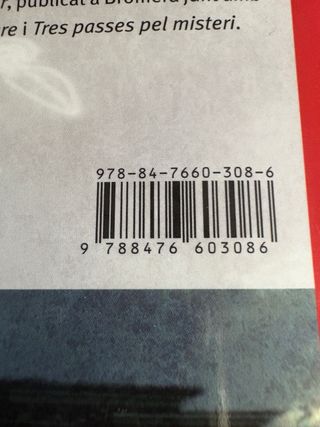 publicat a Bromera junt amb
re i Tres passes pel misteri.
978-84-7660-308-6
9 788476 603086